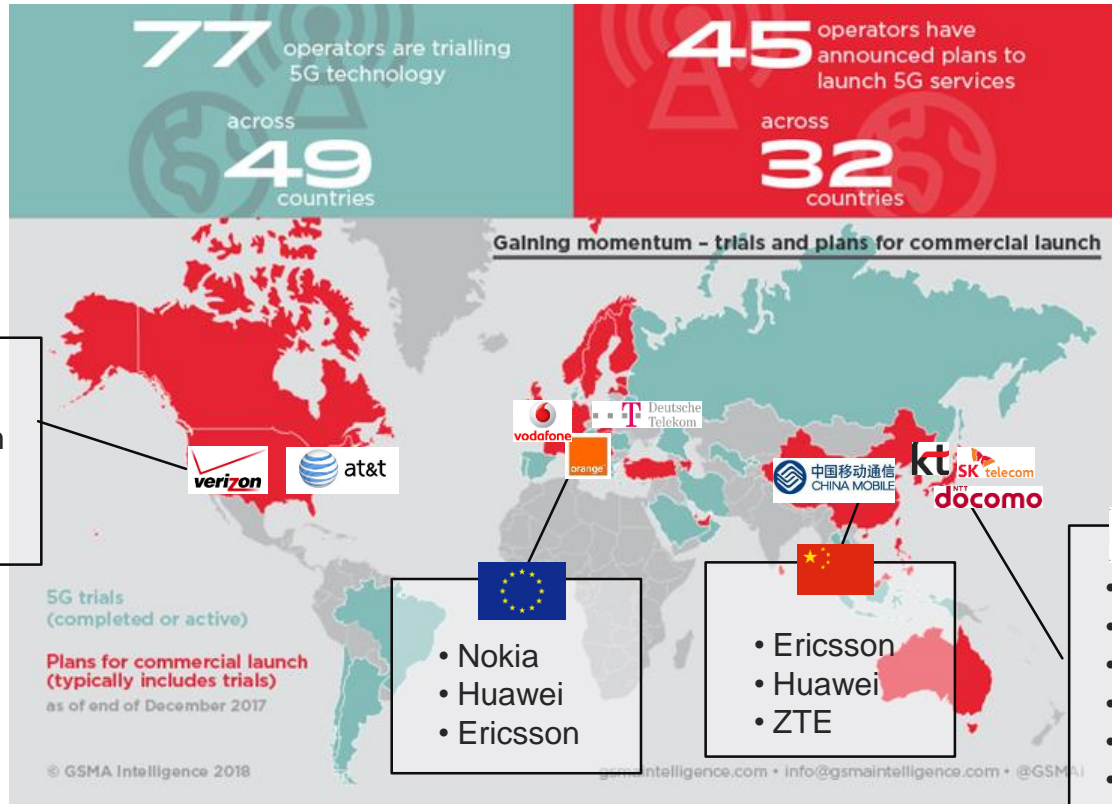 77 operators are trialling
5G technology
across
49
countries
45 operators have
announced plans to
launch 5G services
across
32
countries
Gaining momentum – trials and plans for commercial launch
vodafone
Deutsche
Telekom
orange
verizon
at&t
中国移动通信
CHINA MOBILE
kt
SK telecom
NTT
docomo
5G trials
(completed or active)
Plans for commercial launch
(typically includes trials)
as of end of December 2017
• Nokia
• Huawei
• Ericsson
• Ericsson
• Huawei
• ZTE
© GSMA Intelligence 2018
gsmaintelligence.com • info@gsmaintelligence.com • @GSMAi